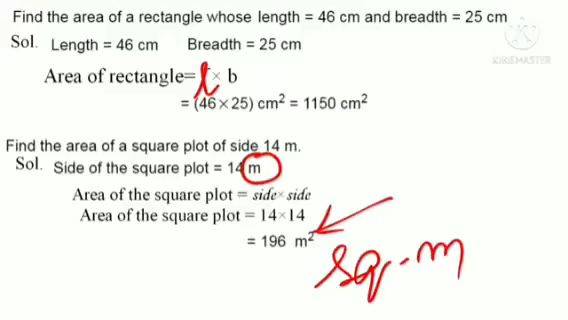 Find the area of a rectangle whose length = 46 cm and breadth = 25 cm
Sol. Length = 46 cm Breadth = 25 cm
KINEMASTER
Area of rectangle= l × b
= (46 × 25) cm² = 1150 cm²
Find the area of a square plot of side 14 m.
Sol. Side of the square plot = 14 m
Area of the square plot = side × side
Area of the square plot = 14 × 14
= 196 m²
sq. m